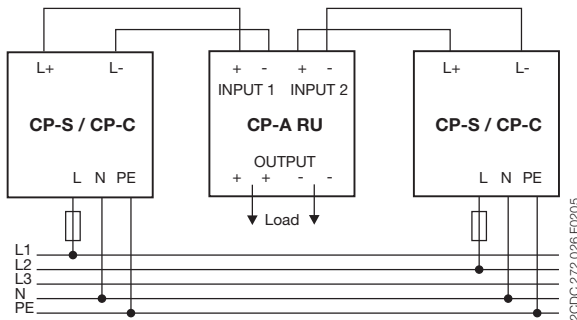 L+ L- + - + - L+ L-
INPUT 1 INPUT 2
CP-S / CP-C CP-A RU CP-S / CP-C
OUTPUT
L N PE + + - - L N PE
Load
L1
L2
L3
N
PE
2CDC 272 026 F0205